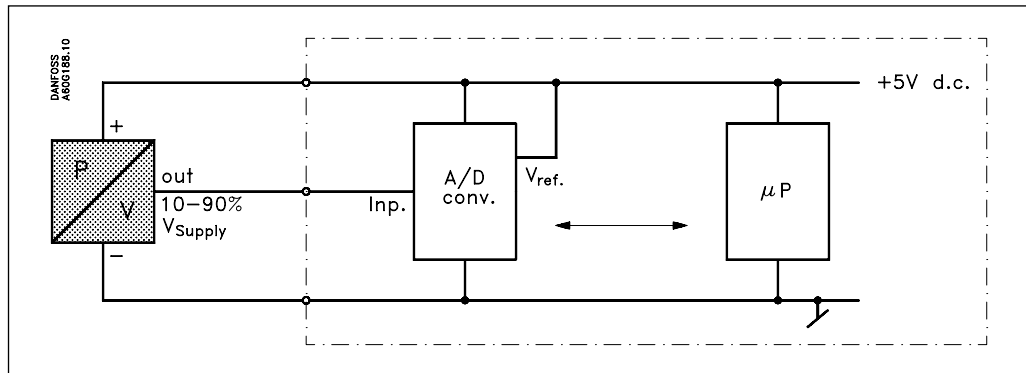 DANFOSS
A60G188.10
+5V d.c.
+
P
V
−
out
10−90%
VSupply
Inp.
A/D
conv.
Vref.
μP